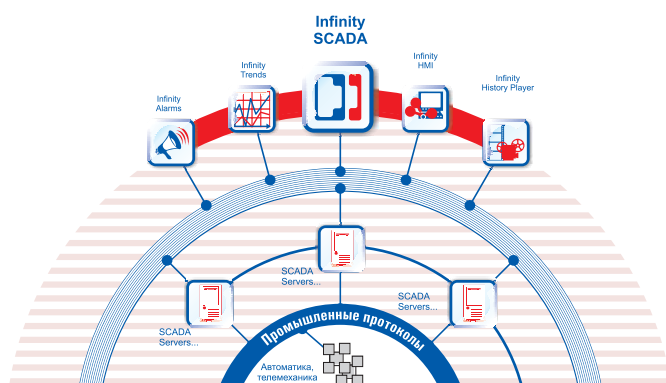 Infinity
SCADA
Infinity
Alarms
Infinity
Trends
Infinity
HMI
Infinity
History Player
SCADA
Servers...
SCADA
Servers...
SCADA
Servers...
Промышленные протоколы
Автоматика,
телемеханика